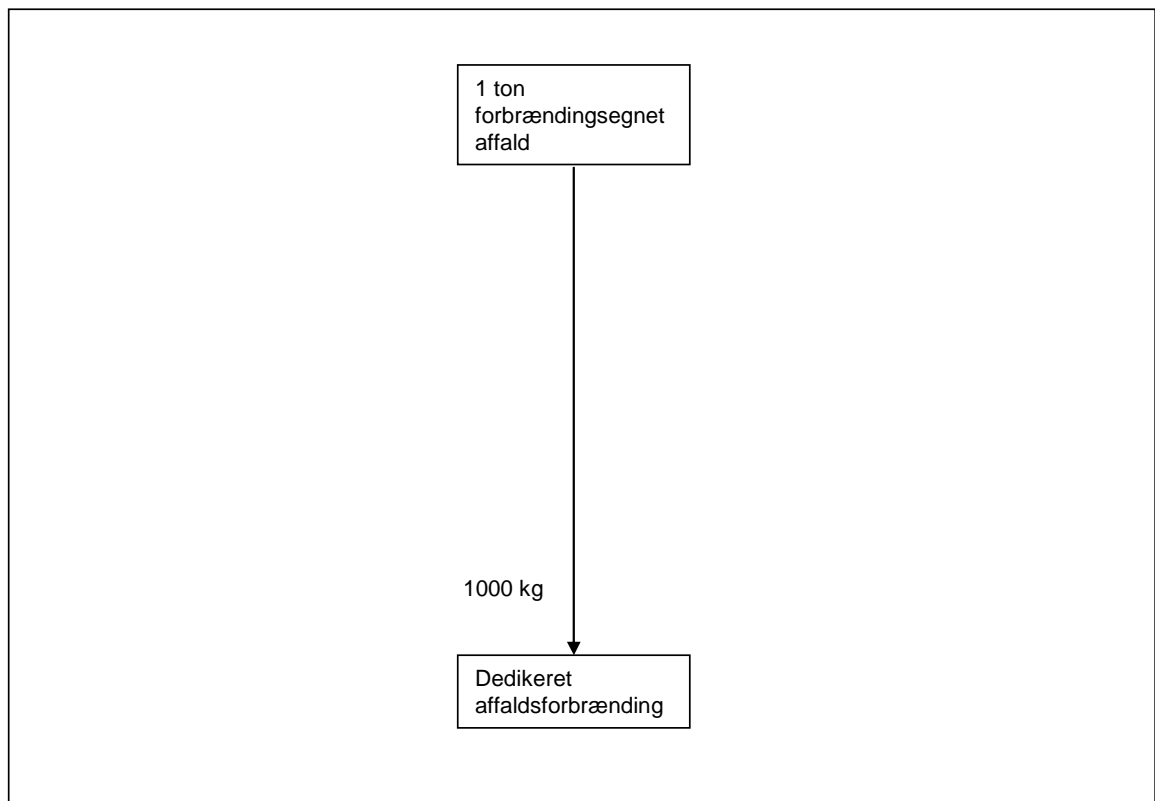 1 ton
forbrændingsegnet
affald
1000 kg
Dedikeret
affaldsforbrænding